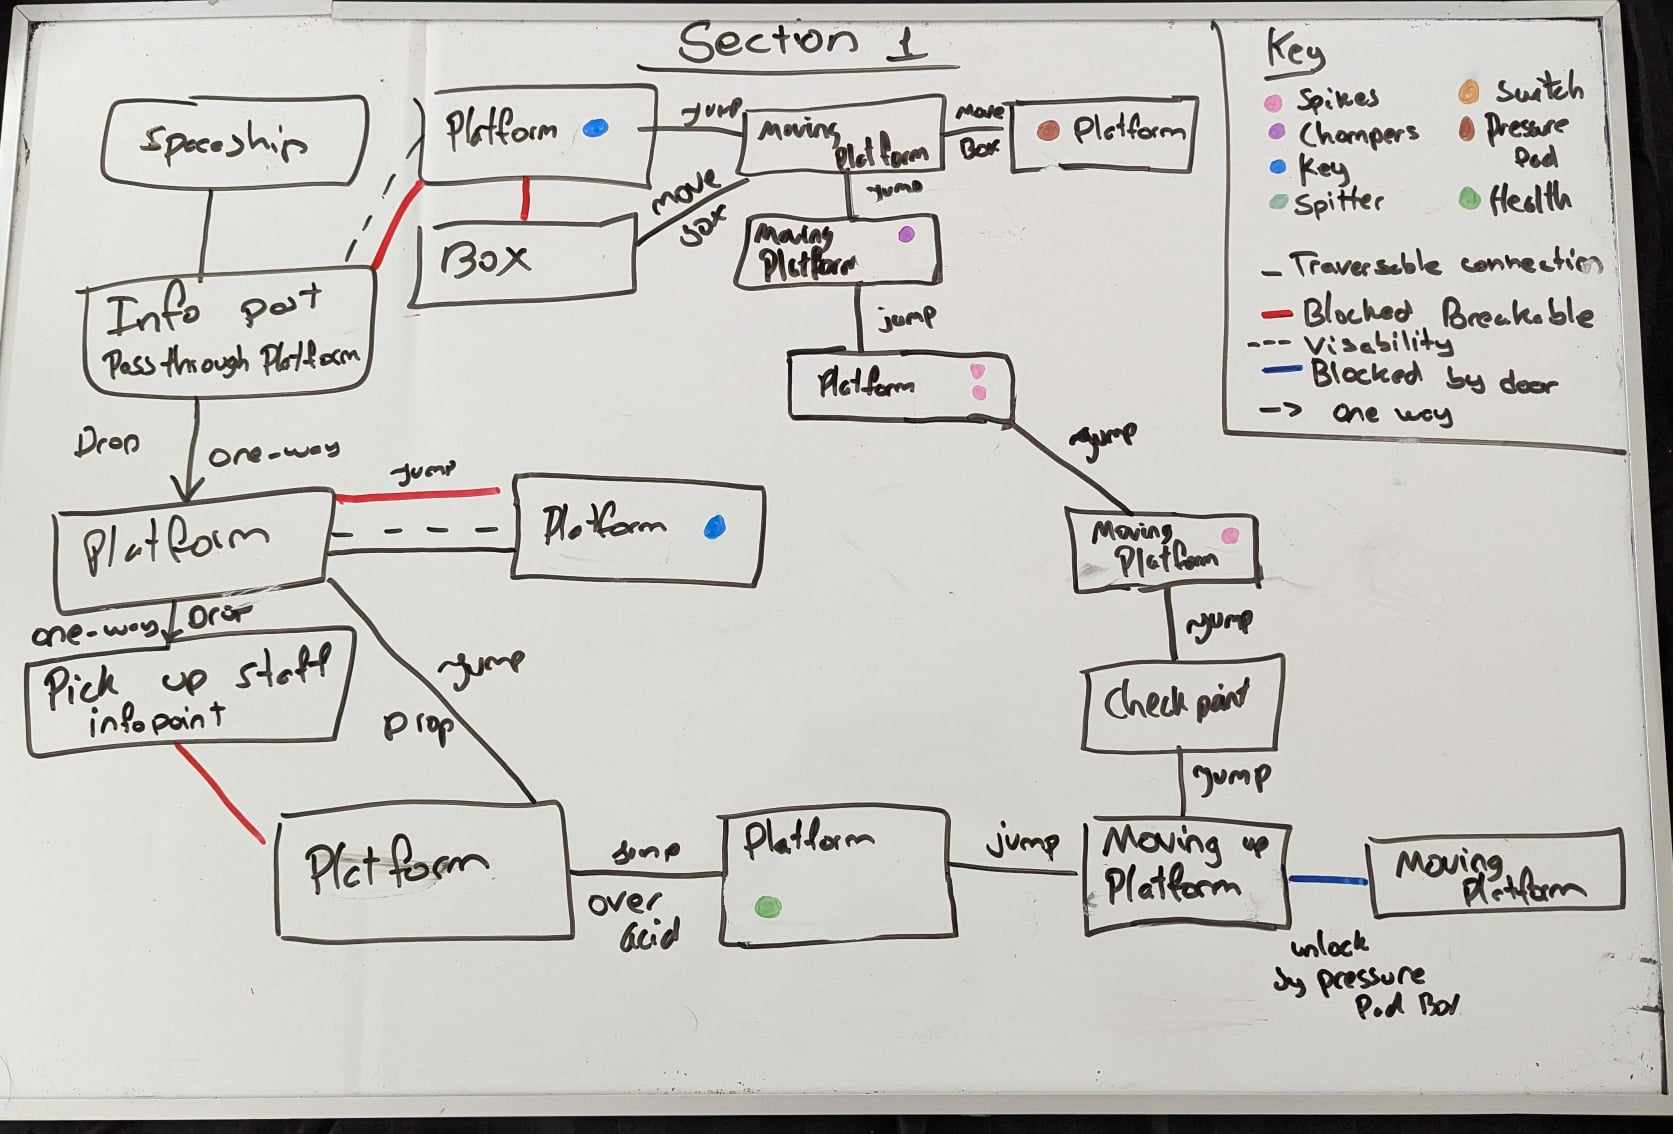 Section 1
Key
Spikes
Chompers
Key
Spitter
Switch
Pressure
Pad
Health
Traversable connection
Blocked Breakable
Visability
Blocked by door
one way
Spaceship
Platform
jump
Moving
Platform
Move
Box
Platform
Box
move
box
jump
Moving
Platform
jump
Platform
Info post
Pass through Platform
Drop
one-way
jump
Platform
Platform
jump
Moving
Platform
one-way
Drop
Pick up staff
info point
jump
Drop
jump
Check point
jump
Platform
jump
over
acid
Platform
jump
Moving up
Platform
Moving
Platform
unlock
by pressure
Pad Box